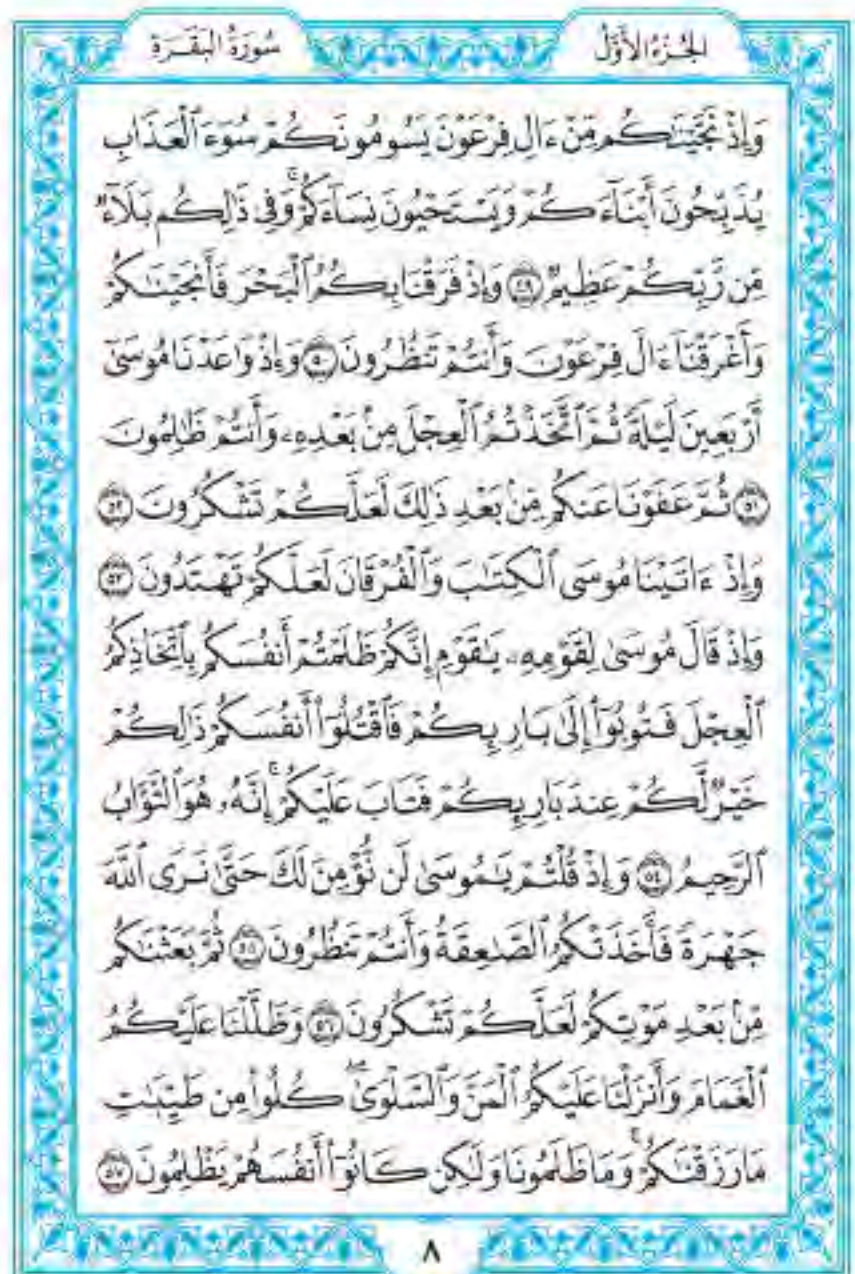 الجُزْءُ الأَوَّلُ
سُورَةُ البَقَرَةِ
وَإِذْ نَجَّيْنَٰكُم مِّنْ ءَالِ فِرْعَوْنَ يَسُومُونَكُمْ سُوٓءَ ٱلْعَذَابِ
يُذَبِّحُونَ أَبْنَآءَكُمْ وَيَسْتَحْيُونَ نِسَآءَكُمْ ۚ وَفِى ذَٰلِكُم بَلَآءٌ
مِّن رَّبِّكُمْ عَظِيمٌ ٤٩ وَإِذْ فَرَقْنَا بِكُمُ ٱلْبَحْرَ فَأَنجَيْنَٰكُمْ
وَأَغْرَقْنَآ ءَالَ فِرْعَوْنَ وَأَنتُمْ تَنظُرُونَ ٥٠ وَإِذْ وَٰعَدْنَا مُوسَىٰٓ
أَرْبَعِينَ لَيْلَةً ثُمَّ ٱتَّخَذْتُمُ ٱلْعِجْلَ مِنۢ بَعْدِهِۦ وَأَنتُمْ ظَٰلِمُونَ
٥١ ثُمَّ عَفَوْنَا عَنكُم مِّنۢ بَعْدِ ذَٰلِكَ لَعَلَّكُمْ تَشْكُرُونَ ٥٢
وَإِذْ ءَاتَيْنَا مُوسَى ٱلْكِتَٰبَ وَٱلْفُرْقَانَ لَعَلَّكُمْ تَهْتَدُونَ ٥٣
وَإِذْ قَالَ مُوسَىٰ لِقَوْمِهِۦ يَٰقَوْمِ إِنَّكُمْ ظَلَمْتُمْ أَنفُسَكُم بِٱتِّخَاذِكُمُ
ٱلْعِجْلَ فَتُوبُوٓا۟ إِلَىٰ بَارِئِكُمْ فَٱقْتُلُوٓا۟ أَنفُسَكُمْ ذَٰلِكُمْ
خَيْرٌ لَّكُمْ عِندَ بَارِئِكُمْ فَتَابَ عَلَيْكُمْ ۚ إِنَّهُۥ هُوَ ٱلتَّوَّابُ
ٱلرَّحِيمُ ٥٤ وَإِذْ قُلْتُمْ يَٰمُوسَىٰ لَن نُّؤْمِنَ لَكَ حَتَّىٰ نَرَى ٱللَّهَ
جَهْرَةً فَأَخَذَتْكُمُ ٱلصَّٰعِقَةُ وَأَنتُمْ تَنظُرُونَ ٥٥ ثُمَّ بَعَثْنَٰكُم
مِّنۢ بَعْدِ مَوْتِكُمْ لَعَلَّكُمْ تَشْكُرُونَ ٥٦ وَظَلَّلْنَا عَلَيْكُمُ
ٱلْغَمَامَ وَأَنزَلْنَا عَلَيْكُمُ ٱلْمَنَّ وَٱلسَّلْوَىٰ ۖ كُلُوا۟ مِن طَيِّبَٰتِ
مَا رَزَقْنَٰكُمْ ۖ وَمَا ظَلَمُونَا وَلَٰكِن كَانُوٓا۟ أَنفُسَهُمْ يَظْلِمُونَ ٥٧
٨